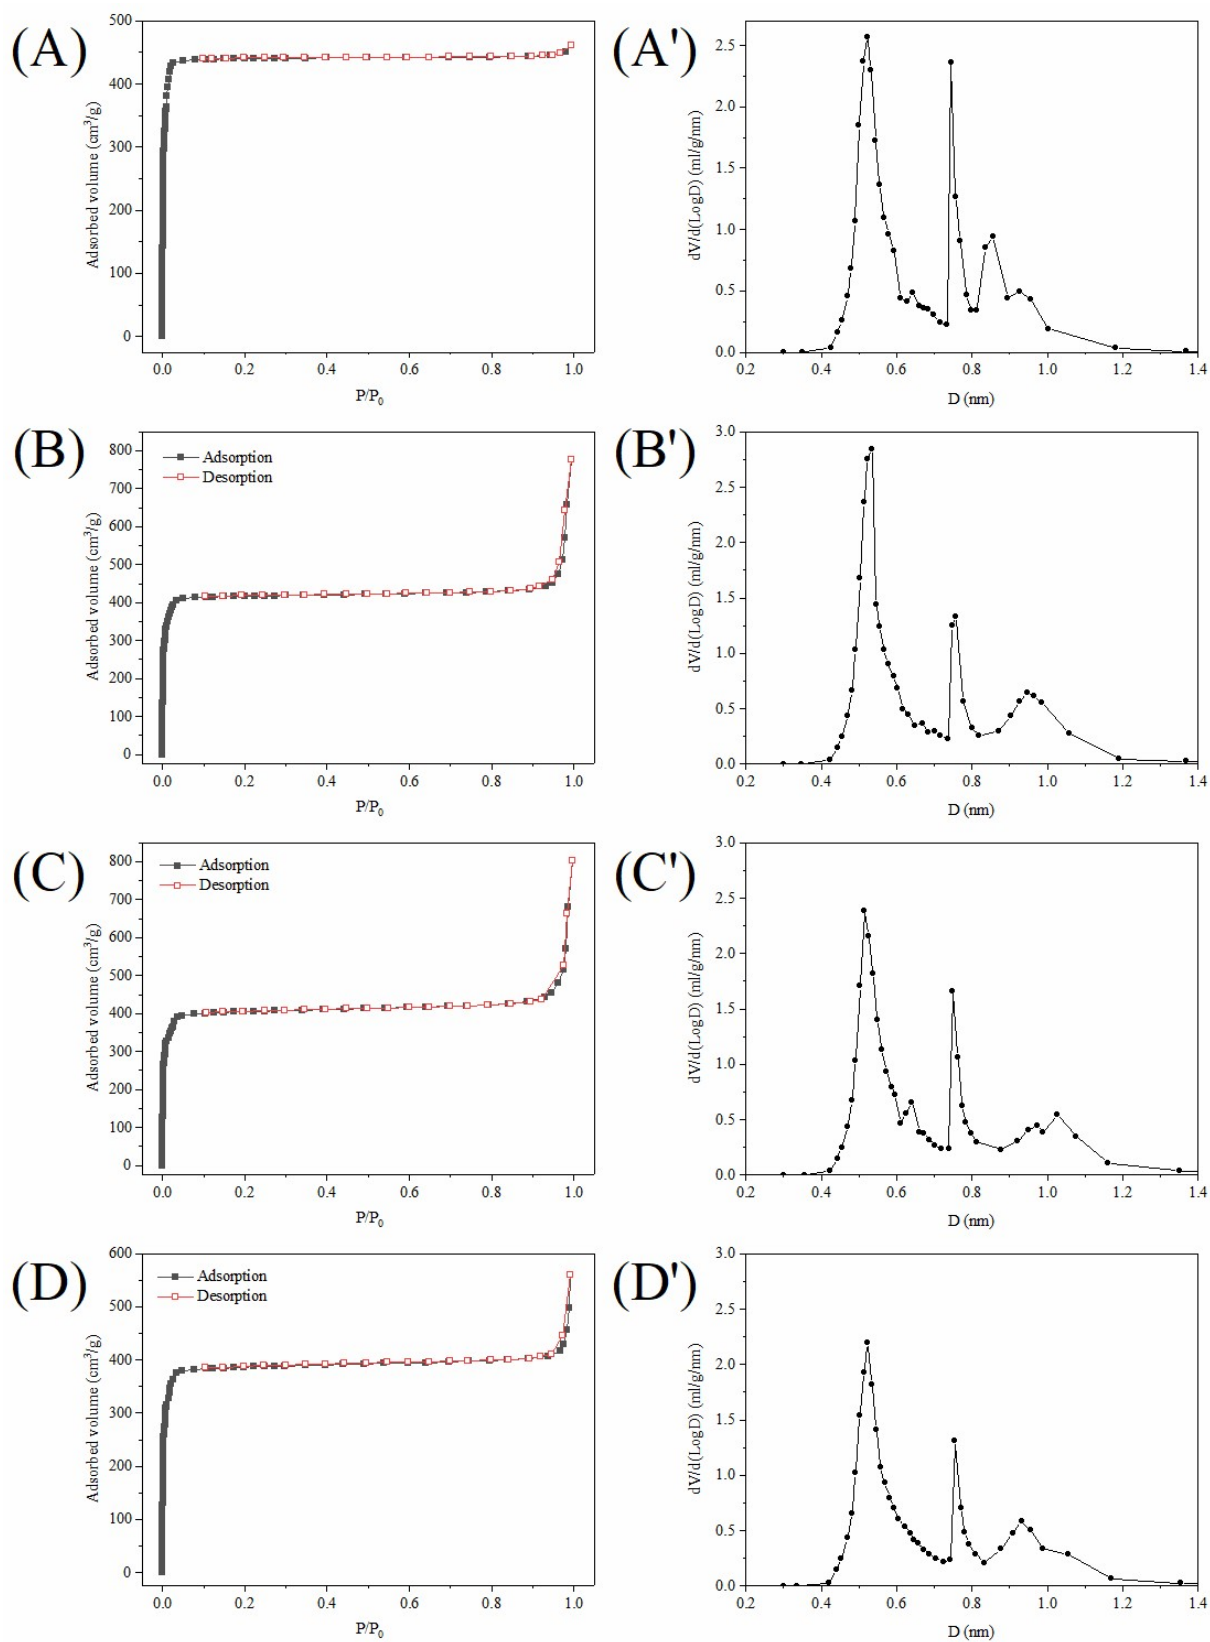 (A)
500
400
300
200
100
0
Adsorbed volume (cm³/g)
0.0 0.2 0.4 0.6 0.8 1.0
P/P₀
(A')
2.5
2.0
1.5
1.0
0.5
0.0
dV/d(LogD) (ml/g/nm)
0.2 0.4 0.6 0.8 1.0 1.2 1.4
D (nm)
(B)
Adsorption
Desorption
800
700
600
500
400
300
200
100
0
Adsorbed volume (cm³/g)
0.0 0.2 0.4 0.6 0.8 1.0
P/P₀
(B')
3.0
2.5
2.0
1.5
1.0
0.5
0.0
dV/d(LogD) (ml/g/nm)
0.2 0.4 0.6 0.8 1.0 1.2 1.4
D (nm)
(C)
Adsorption
Desorption
800
700
600
500
400
300
200
100
0
Adsorbed volume (cm³/g)
0.0 0.2 0.4 0.6 0.8 1.0
P/P₀
(C')
3.0
2.5
2.0
1.5
1.0
0.5
0.0
dV/d(LogD) (ml/g/nm)
0.2 0.4 0.6 0.8 1.0 1.2 1.4
D (nm)
(D)
Adsorption
Desorption
600
500
400
300
200
100
0
Adsorbed volume (cm³/g)
0.0 0.2 0.4 0.6 0.8 1.0
P/P₀
(D')
3.0
2.5
2.0
1.5
1.0
0.5
0.0
dV/d(LogD) (ml/g/nm)
0.2 0.4 0.6 0.8 1.0 1.2 1.4
D (nm)